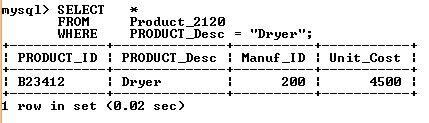 mysql> SELECT   *
       FROM     Product_2120
       WHERE    PRODUCT_Desc = "Dryer";
+------------+--------------+----------+-----------+
| PRODUCT_ID | PRODUCT_Desc | Manuf_ID | Unit_Cost |
+------------+--------------+----------+-----------+
| B23412     | Dryer        |      200 |      4500 |
+------------+--------------+----------+-----------+
1 row in set (0.02 sec)